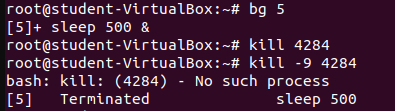 root@student-VirtualBox:~# bg 5
[5]+ sleep 500 &
root@student-VirtualBox:~# kill 4284
root@student-VirtualBox:~# kill -9 4284
bash: kill: (4284) - No such process
[5]   Terminated              sleep 500